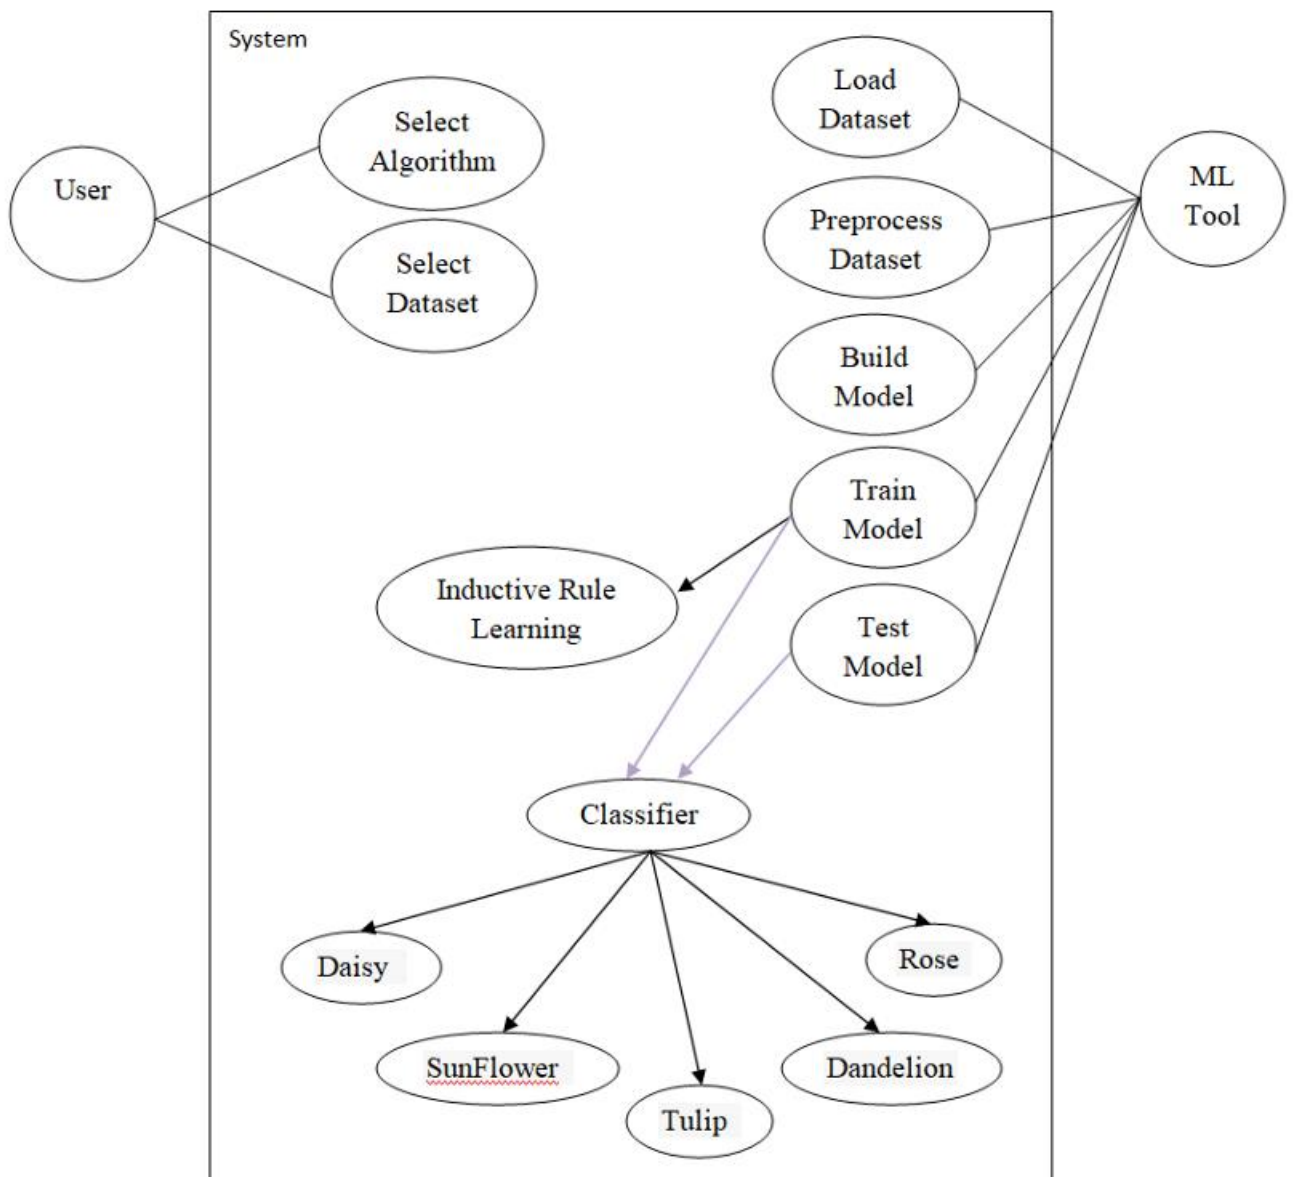 System
User
Select
Algorithm
Select
Dataset
Load
Dataset
Preprocess
Dataset
Build
Model
Train
Model
Test
Model
ML
Tool
Inductive Rule
Learning
Classifier
Daisy
SunFlower
Tulip
Dandelion
Rose